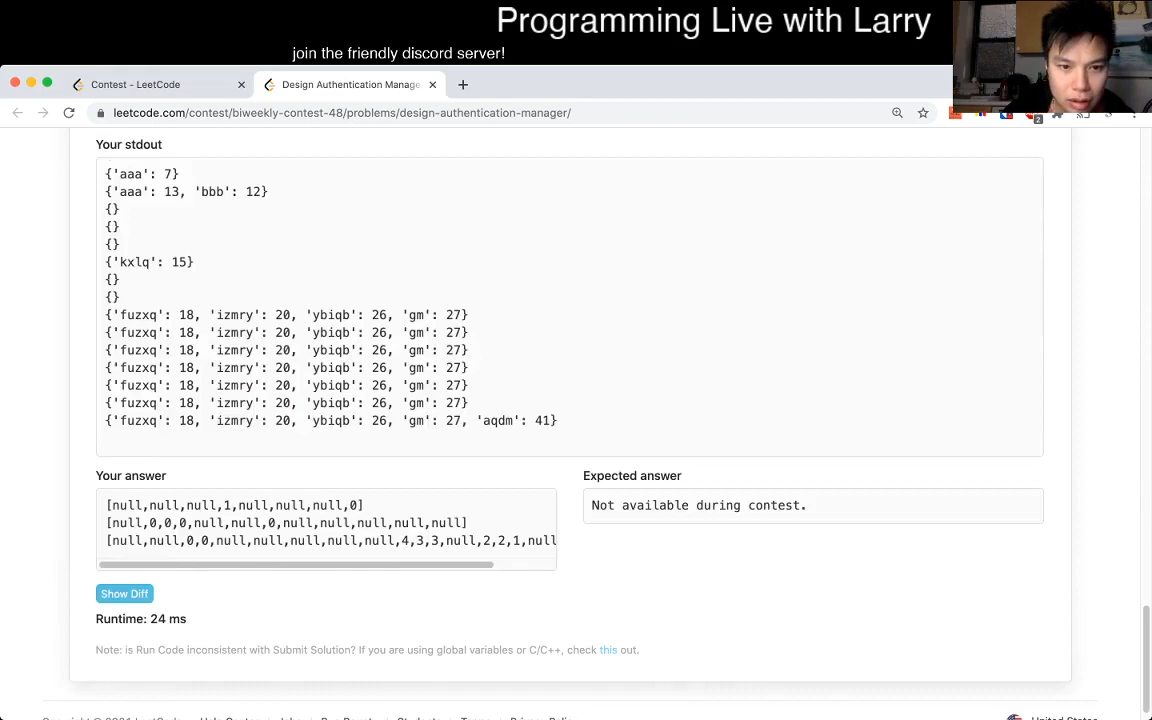 Programming Live with Larry
join the friendly discord server!
Contest - LeetCode
Design Authentication Manage
leetcode.com/contest/biweekly-contest-48/problems/design-authentication-manager/
2
Your stdout
{'aaa': 7}
{'aaa': 13, 'bbb': 12}
{}
{}
{}
{'kxlq': 15}
{}
{}
{'fuzxq': 18, 'izmry': 20, 'ybiqb': 26, 'gm': 27}
{'fuzxq': 18, 'izmry': 20, 'ybiqb': 26, 'gm': 27}
{'fuzxq': 18, 'izmry': 20, 'ybiqb': 26, 'gm': 27}
{'fuzxq': 18, 'izmry': 20, 'ybiqb': 26, 'gm': 27}
{'fuzxq': 18, 'izmry': 20, 'ybiqb': 26, 'gm': 27}
{'fuzxq': 18, 'izmry': 20, 'ybiqb': 26, 'gm': 27}
{'fuzxq': 18, 'izmry': 20, 'ybiqb': 26, 'gm': 27, 'aqdm': 41}
Your answer
[null,null,null,1,null,null,null,0]
[null,0,0,0,null,null,0,null,null,null,null,null]
[null,null,0,0,null,null,null,null,null,4,3,3,null,2,2,1,null
Expected answer
Not available during contest.
Show Diff
Runtime: 24 ms
Note: is Run Code inconsistent with Submit Solution? If you are using global variables or C/C++, check this out.
United States